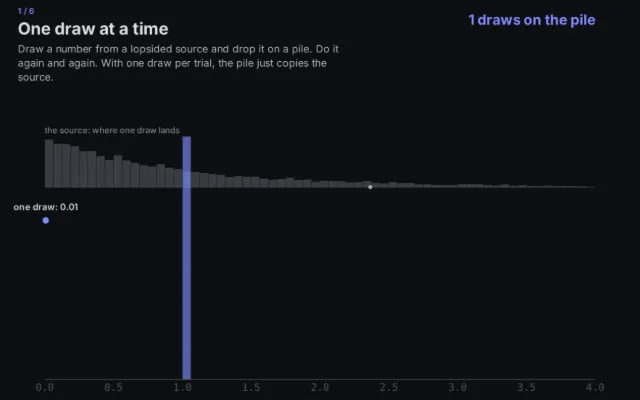 1 / 6
One draw at a time
1 draws on the pile
Draw a number from a lopsided source and drop it on a pile. Do it
again and again. With one draw per trial, the pile just copies the
source.
the source: where one draw lands
one draw: 0.01
0.0 0.5 1.0 1.5 2.0 2.5 3.0 3.5 4.0